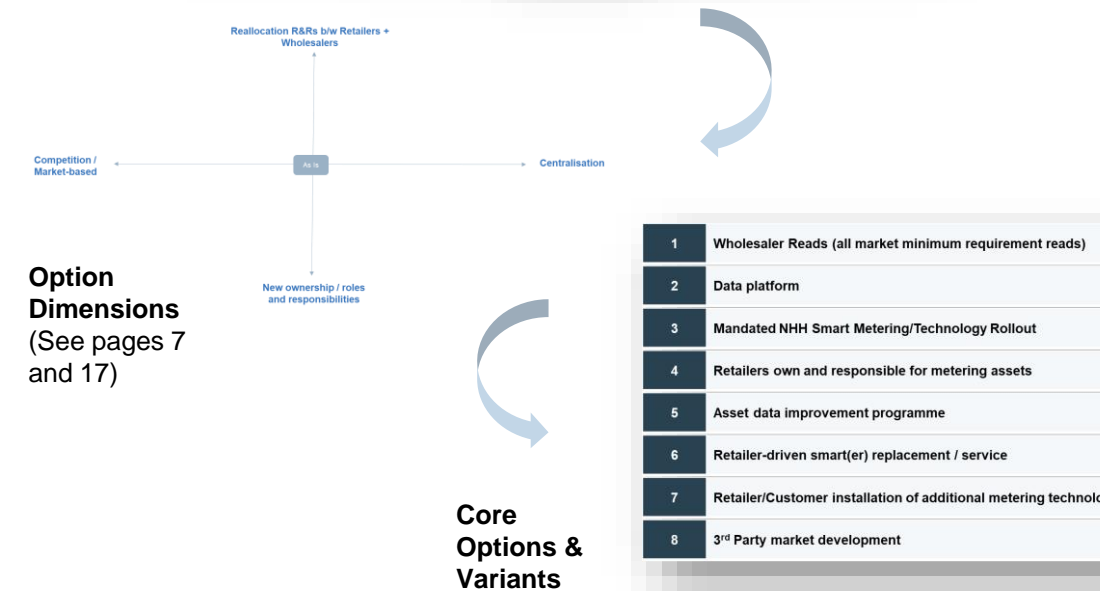 Reallocation R&Rs b/w Retailers +
Wholesalers
Competition /
Market-based
As Is
Centralisation
New ownership / roles
and responsibilities
Option
Dimensions
(See pages 7
and 17)
1 Wholesaler Reads (all market minimum requirement reads)
2 Data platform
3 Mandated NHH Smart Metering/Technology Rollout
4 Retailers own and responsible for metering assets
5 Asset data improvement programme
6 Retailer-driven smart(er) replacement / service
7 Retailer/Customer installation of additional metering
8 3rd Party market development
Core
Options &
Variants